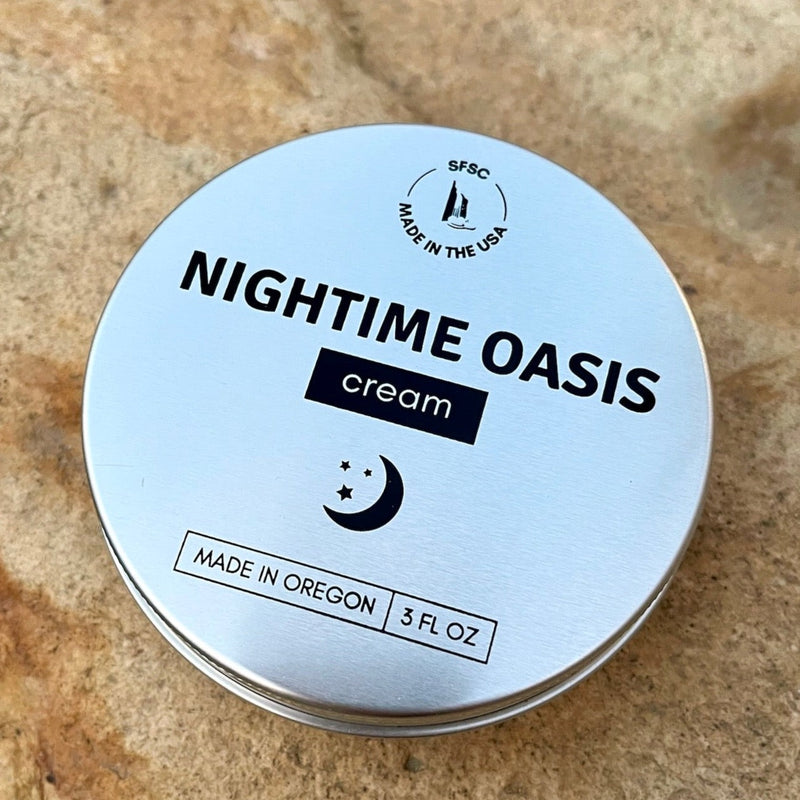 SFSC
MADE IN THE USA
NIGHTIME OASIS
cream
MADE IN OREGON 3 FL OZ